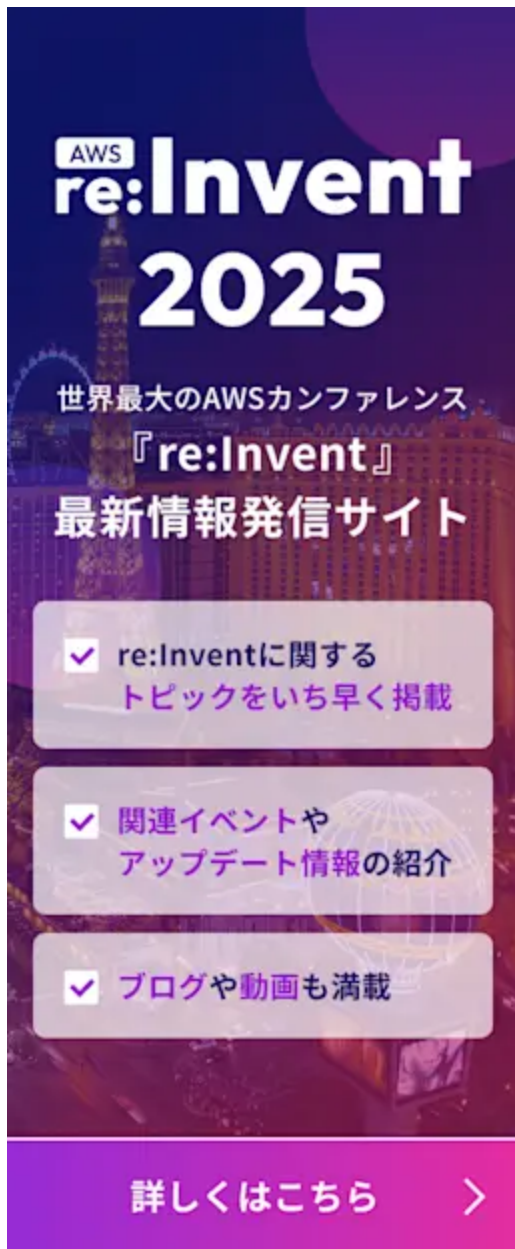 AWS
re:Invent
2025
世界最大のAWSカンファレンス
『re:Invent』
最新情報発信サイト
re:Inventに関する
トピックをいち早く掲載
関連イベントや
アップデート情報の紹介
ブログや動画も満載
詳しくはこちら